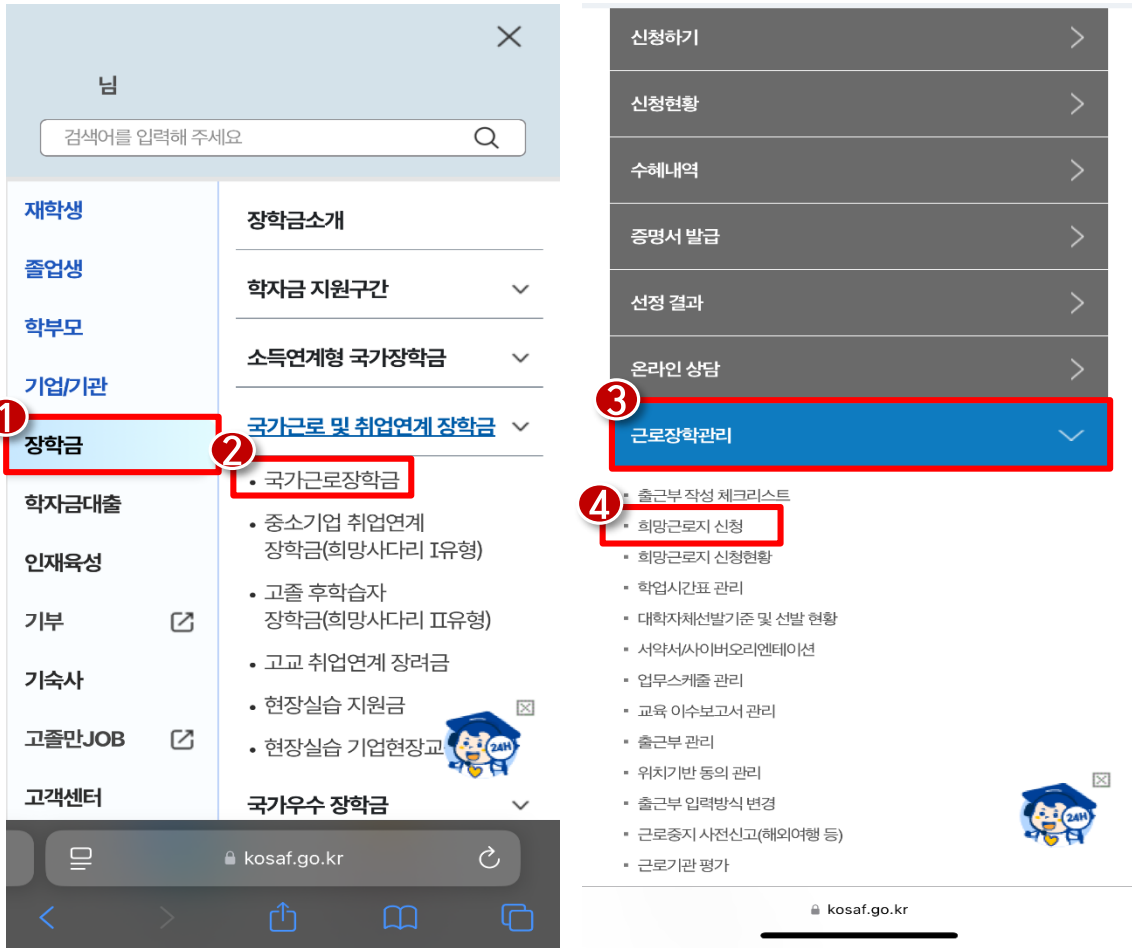 님
검색어를 입력해 주세요
재학생
졸업생
학부모
기업/기관
1
장학금
학자금대출
인재육성
기부
기숙사
고졸만JOB
고객센터
장학금소개
학자금 지원구간
소득연계형 국가장학금
국가근로 및 취업연계 장학금
2
• 국가근로장학금
• 중소기업 취업연계
장학금(희망사다리 I유형)
• 고졸 후학습자
장학금(희망사다리 II유형)
• 고교 취업연계 장려금
• 현장실습 지원금
• 현장실습 기업현장교
24H
국가우수 장학금
kosaf.go.kr
신청하기
신청현황
수혜내역
증명서 발급
선정 결과
온라인 상담
3
근로장학관리
출근부 작성 체크리스트
4
희망근로지 신청
희망근로지 신청현황
학업시간표 관리
대학자체선발기준 및 선발 현황
서약서/사이버오리엔테이션
업무스케줄 관리
교육 이수보고서 관리
출근부 관리
위치기반 동의 관리
출근부 입력방식 변경
근로중지 사전신고(해외여행 등)
근로기관 평가
24H
kosaf.go.kr